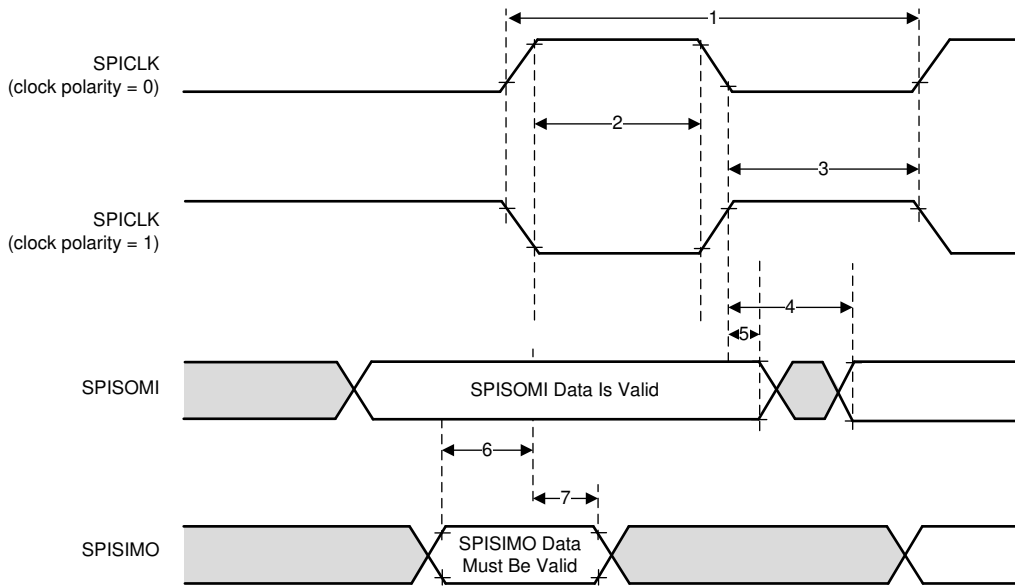 1
SPICLK
(clock polarity = 0)
2
3
SPICLK
(clock polarity = 1)
4
5
SPISOMI
SPISOMI Data Is Valid
6
7
SPISIMO
SPISIMO Data
Must Be Valid